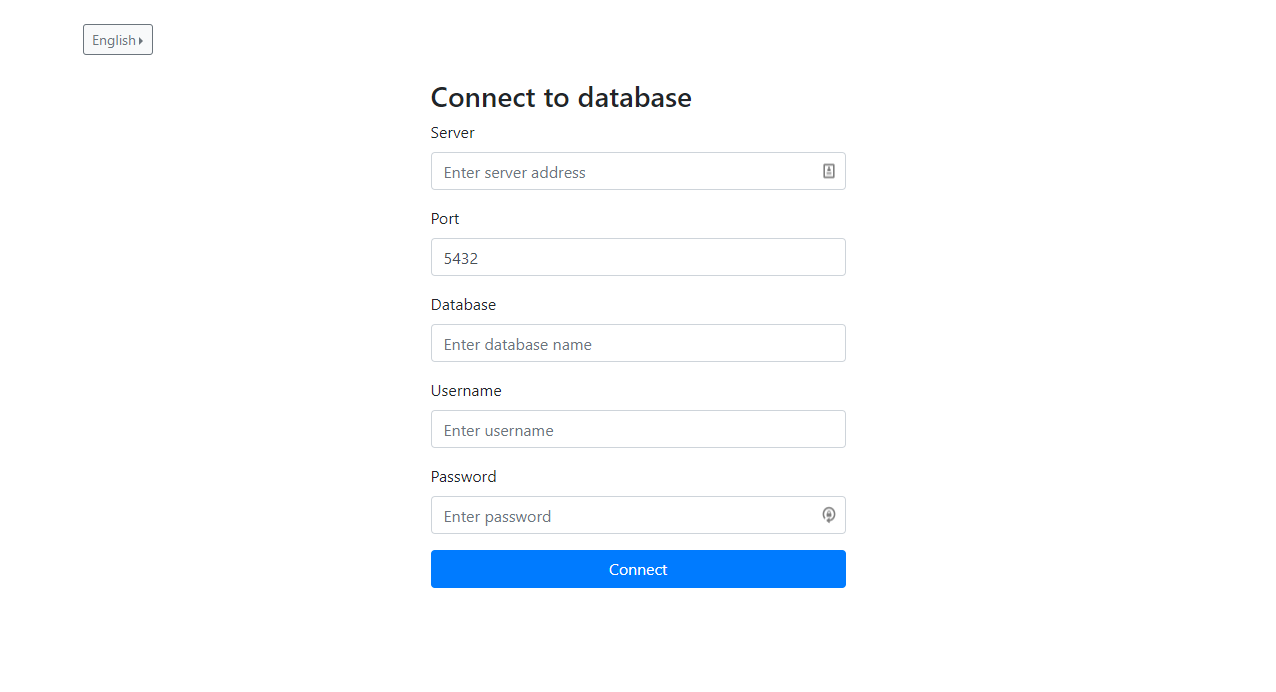 English
Connect to database
Server
Enter server address
Port
5432
Database
Enter database name
Username
Enter username
Password
Enter password
Connect